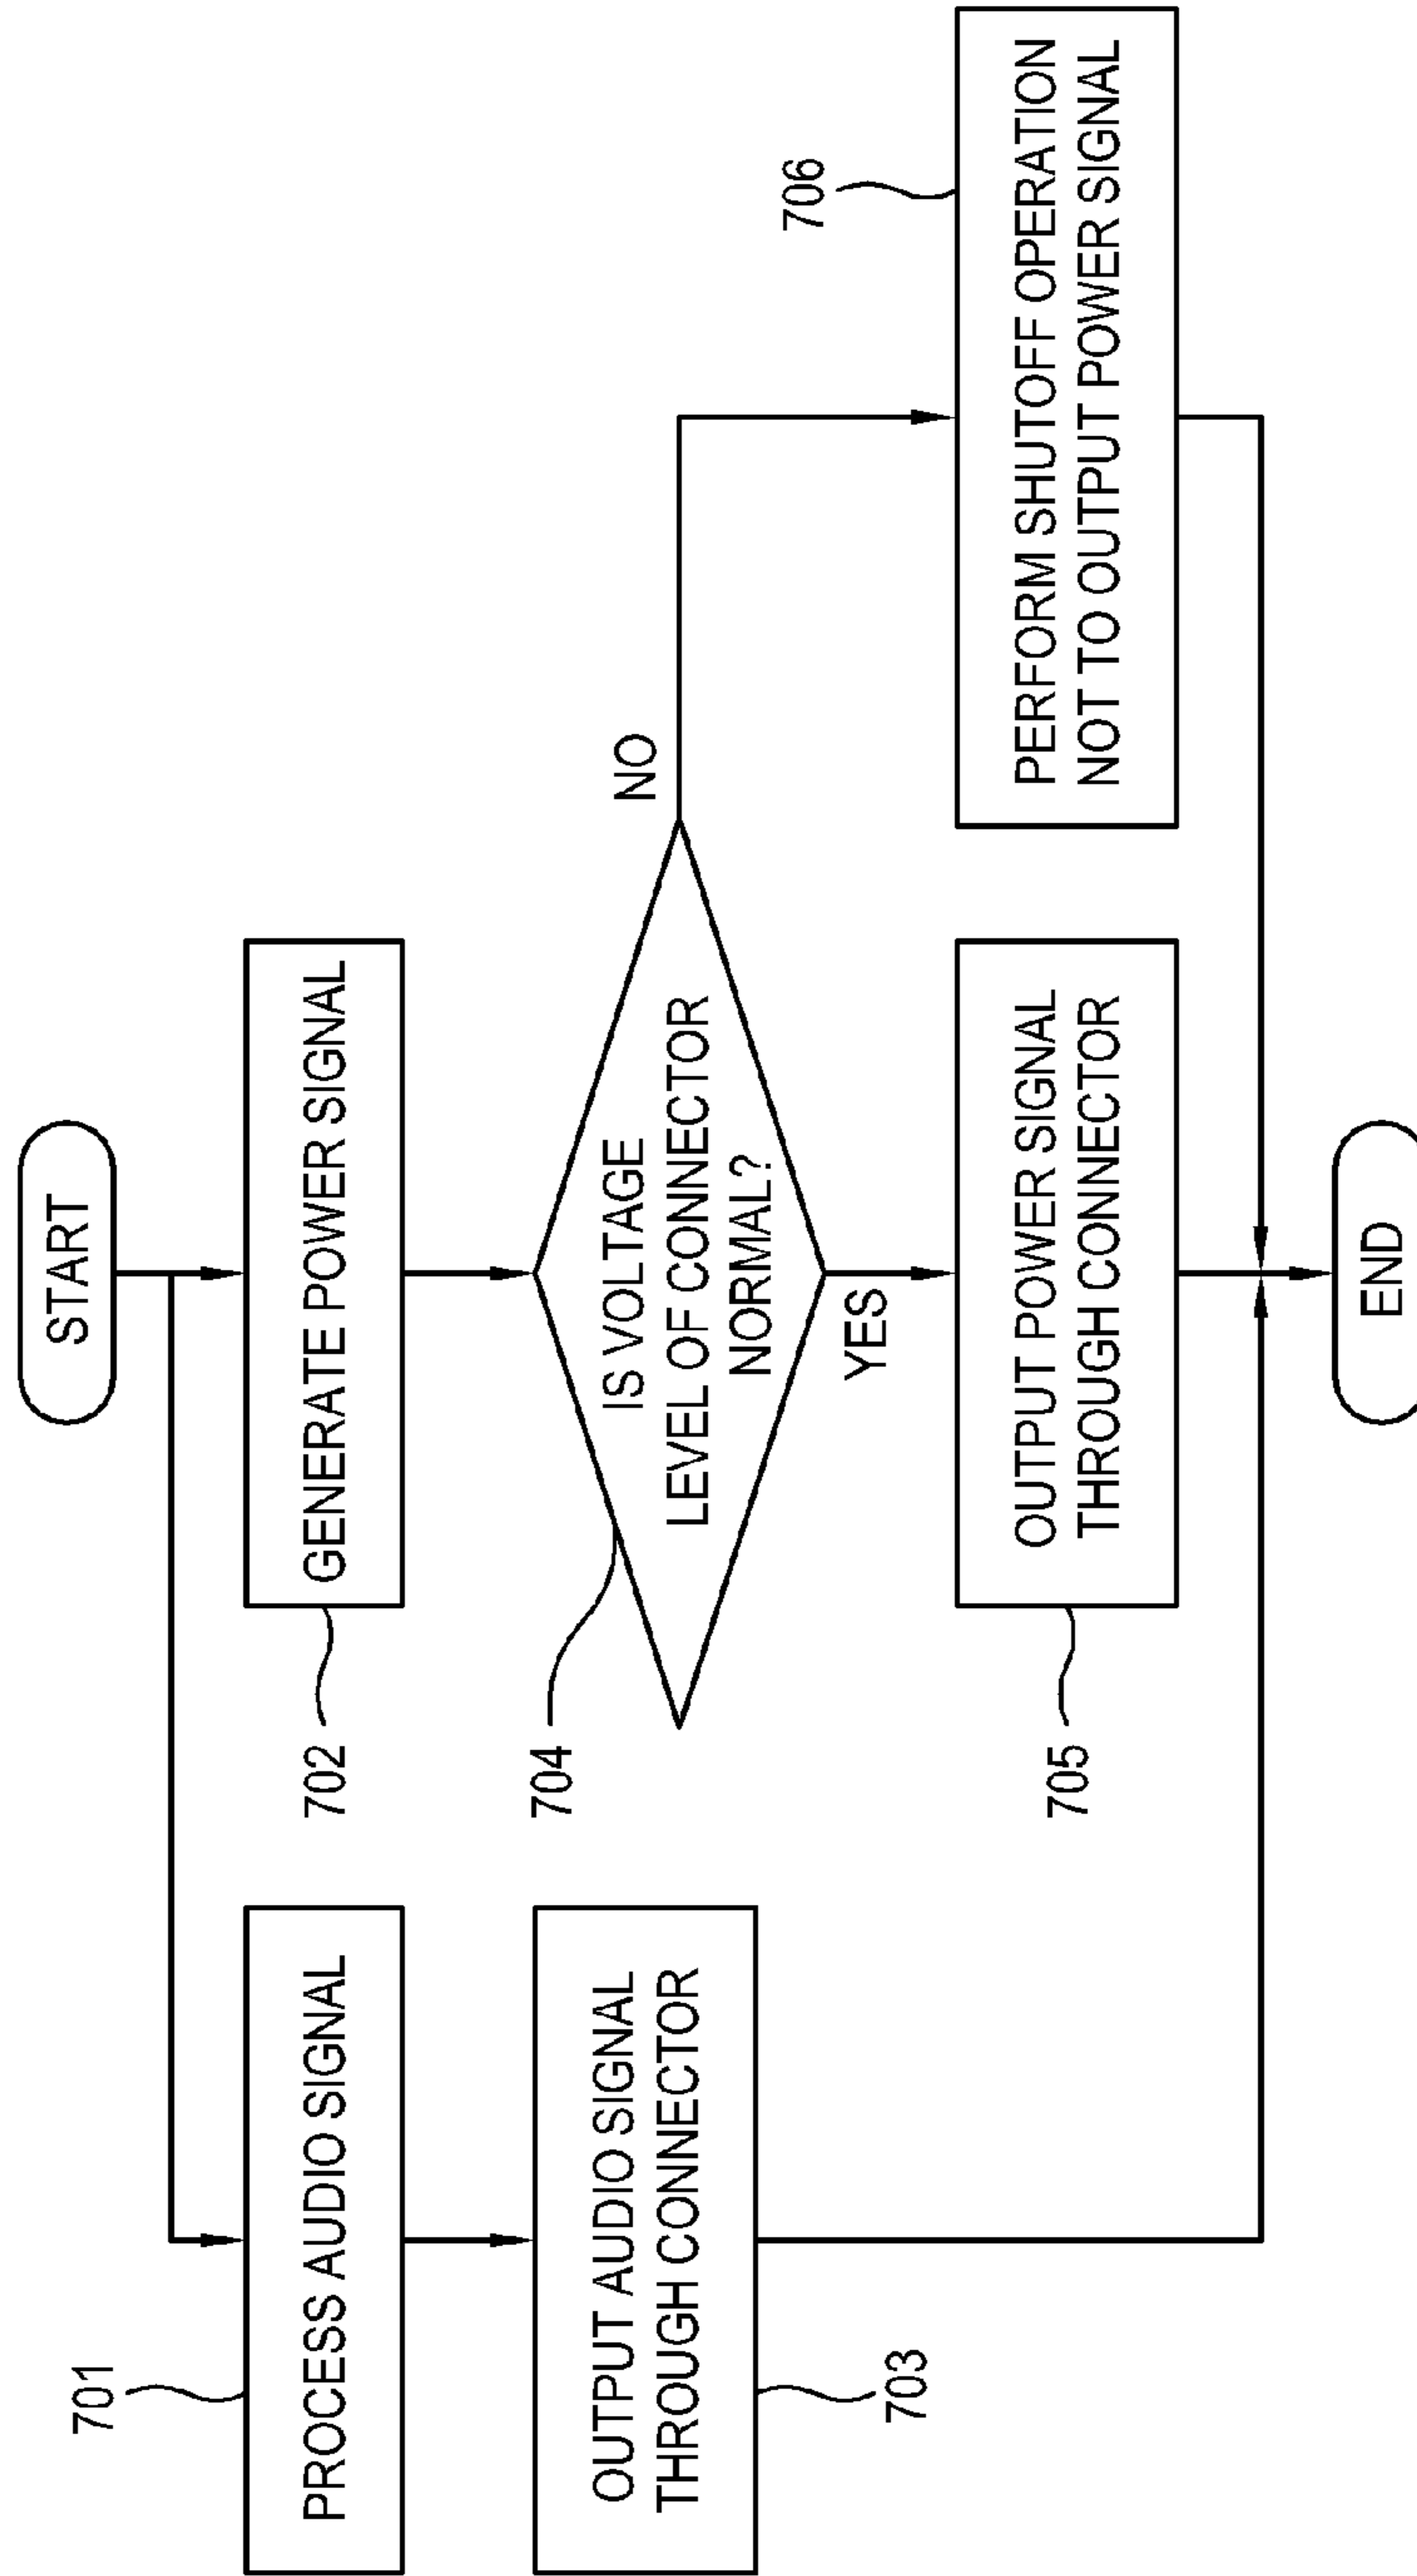 START
701
PROCESS AUDIO SIGNAL
702
GENERATE POWER SIGNAL
703
OUTPUT AUDIO SIGNAL
THROUGH CONNECTOR
704
IS VOLTAGE
LEVEL OF CONNECTOR
NORMAL?
NO
YES
705
OUTPUT POWER SIGNAL
THROUGH CONNECTOR
706
PERFORM SHUTOFF OPERATION
NOT TO OUTPUT POWER SIGNAL
END